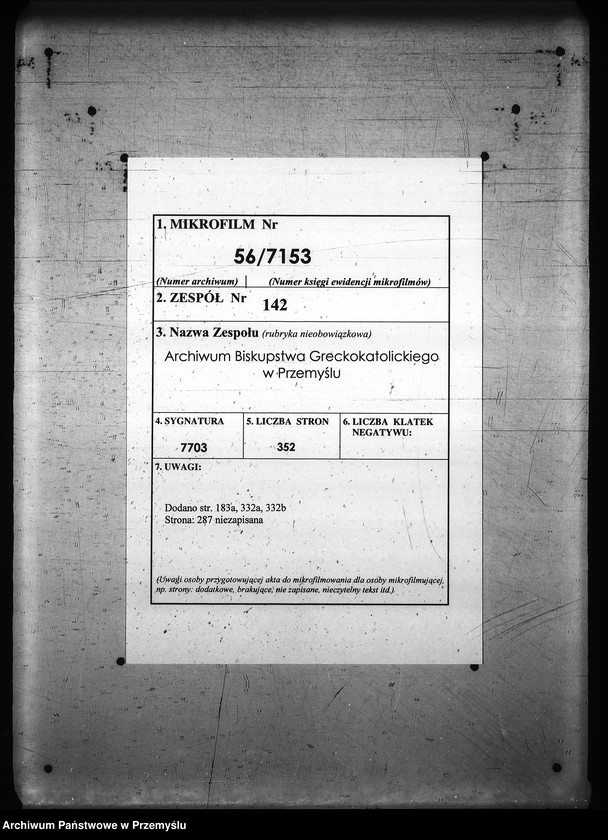 1. MIKROFILM Nr
56/7153
(Numer archiwum) (Numer księgi ewidencji mikrofilmów)
2. ZESPÓŁ Nr 142
3. Nazwa Zespołu (rubryka nieobowiązkowa)
Archiwum Biskupstwa Greckokatolickiego
w Przemyślu
4. SYGNATURA
7703
5. LICZBA STRON
352
6. LICZBA KLATEK
NEGATYWU:
7. UWAGI:
Dodano str. 183a, 332a, 332b
Strona: 287 niezapisana
(Uwagi osoby przygotowującej akta do mikrofilmowania dla osoby mikrofilmującej,
np. strony: dodatkowe, brakujące, nie zapisane, nieczytelny tekst itd.)
Archiwum Państwowe w Przemyślu